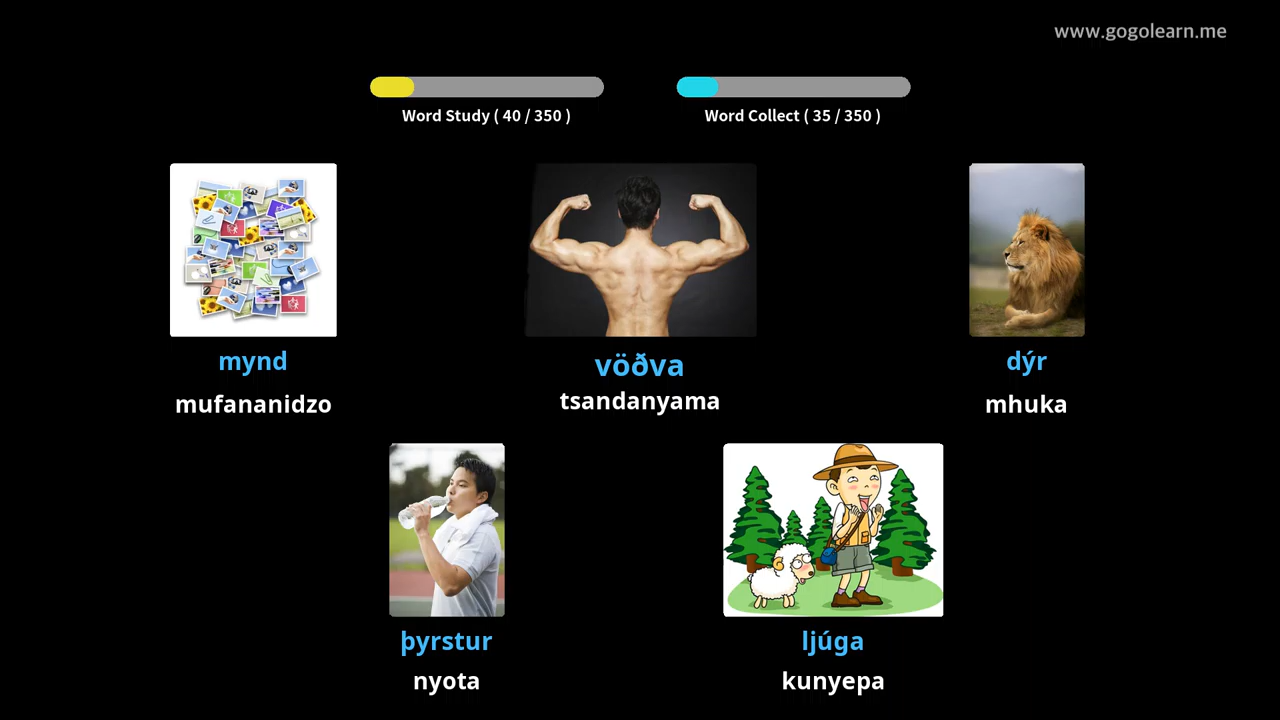 www.gogolearn.me
Word Study ( 40 / 350 )
Word Collect ( 35 / 350 )
mynd
mufananidzo
vöðva
tsandanyama
dýr
mhuka
þyrstur
nyota
ljúga
kunyepa